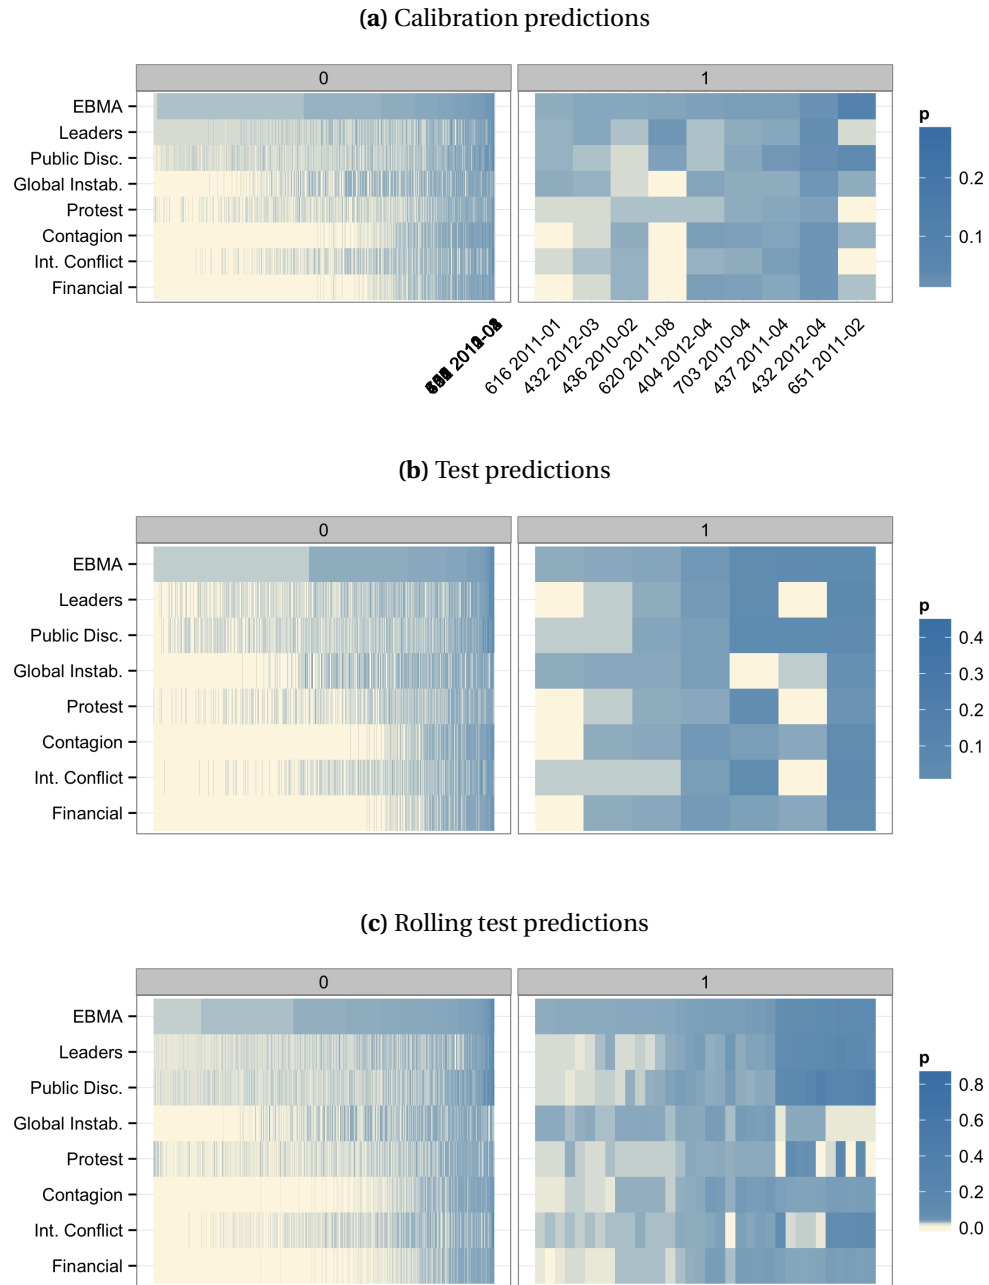 (a) Calibration predictions
0
1
EBMA
Leaders
Public Disc.
Global Instab.
Protest
Contagion
Int. Conflict
Financial
p
0.2
0.1
616 2011-01
432 2012-03
436 2010-02
620 2011-08
404 2012-04
703 2010-04
437 2011-04
432 2012-04
651 2011-02
(b) Test predictions
0
1
EBMA
Leaders
Public Disc.
Global Instab.
Protest
Contagion
Int. Conflict
Financial
p
0.4
0.3
0.2
0.1
(c) Rolling test predictions
0
1
EBMA
Leaders
Public Disc.
Global Instab.
Protest
Contagion
Int. Conflict
Financial
p
0.8
0.6
0.4
0.2
0.0